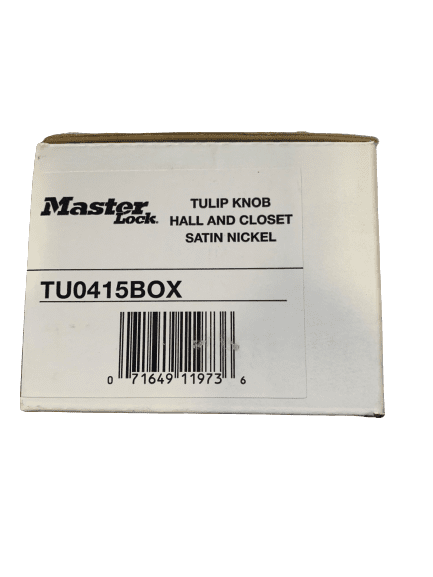 Master Lock
TULIP KNOB
HALL AND CLOSET
SATIN NICKEL
TU0415BOX
0 71649 11973 6